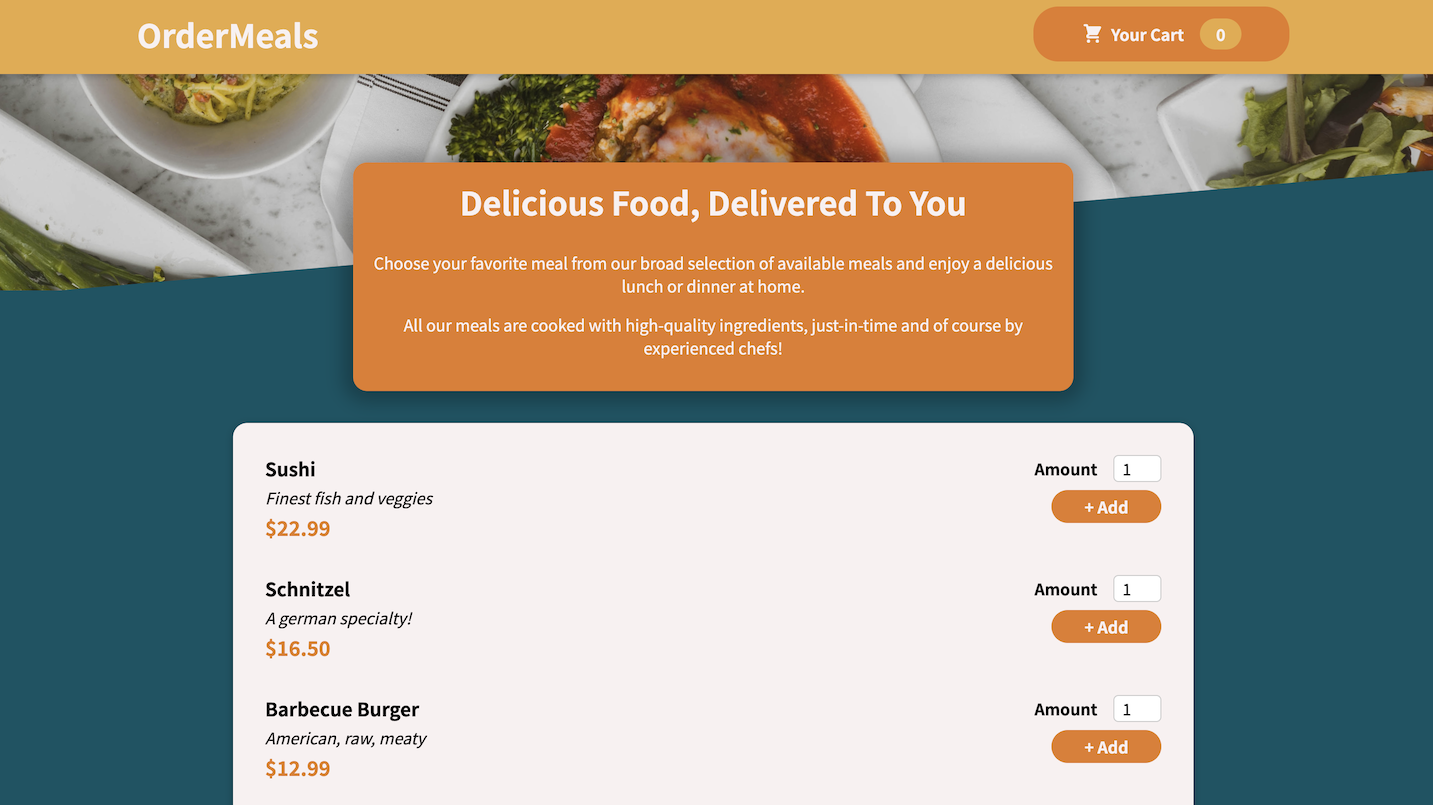 OrderMeals
Your Cart 0
Delicious Food, Delivered To You
Choose your favorite meal from our broad selection of available meals and enjoy a delicious
lunch or dinner at home.
All our meals are cooked with high-quality ingredients, just-in-time and of course by
experienced chefs!
Sushi
Amount 1
Finest fish and veggies
+ Add
$22.99
Schnitzel
Amount 1
A german specialty!
+ Add
$16.50
Barbecue Burger
Amount 1
American, raw, meaty
+ Add
$12.99